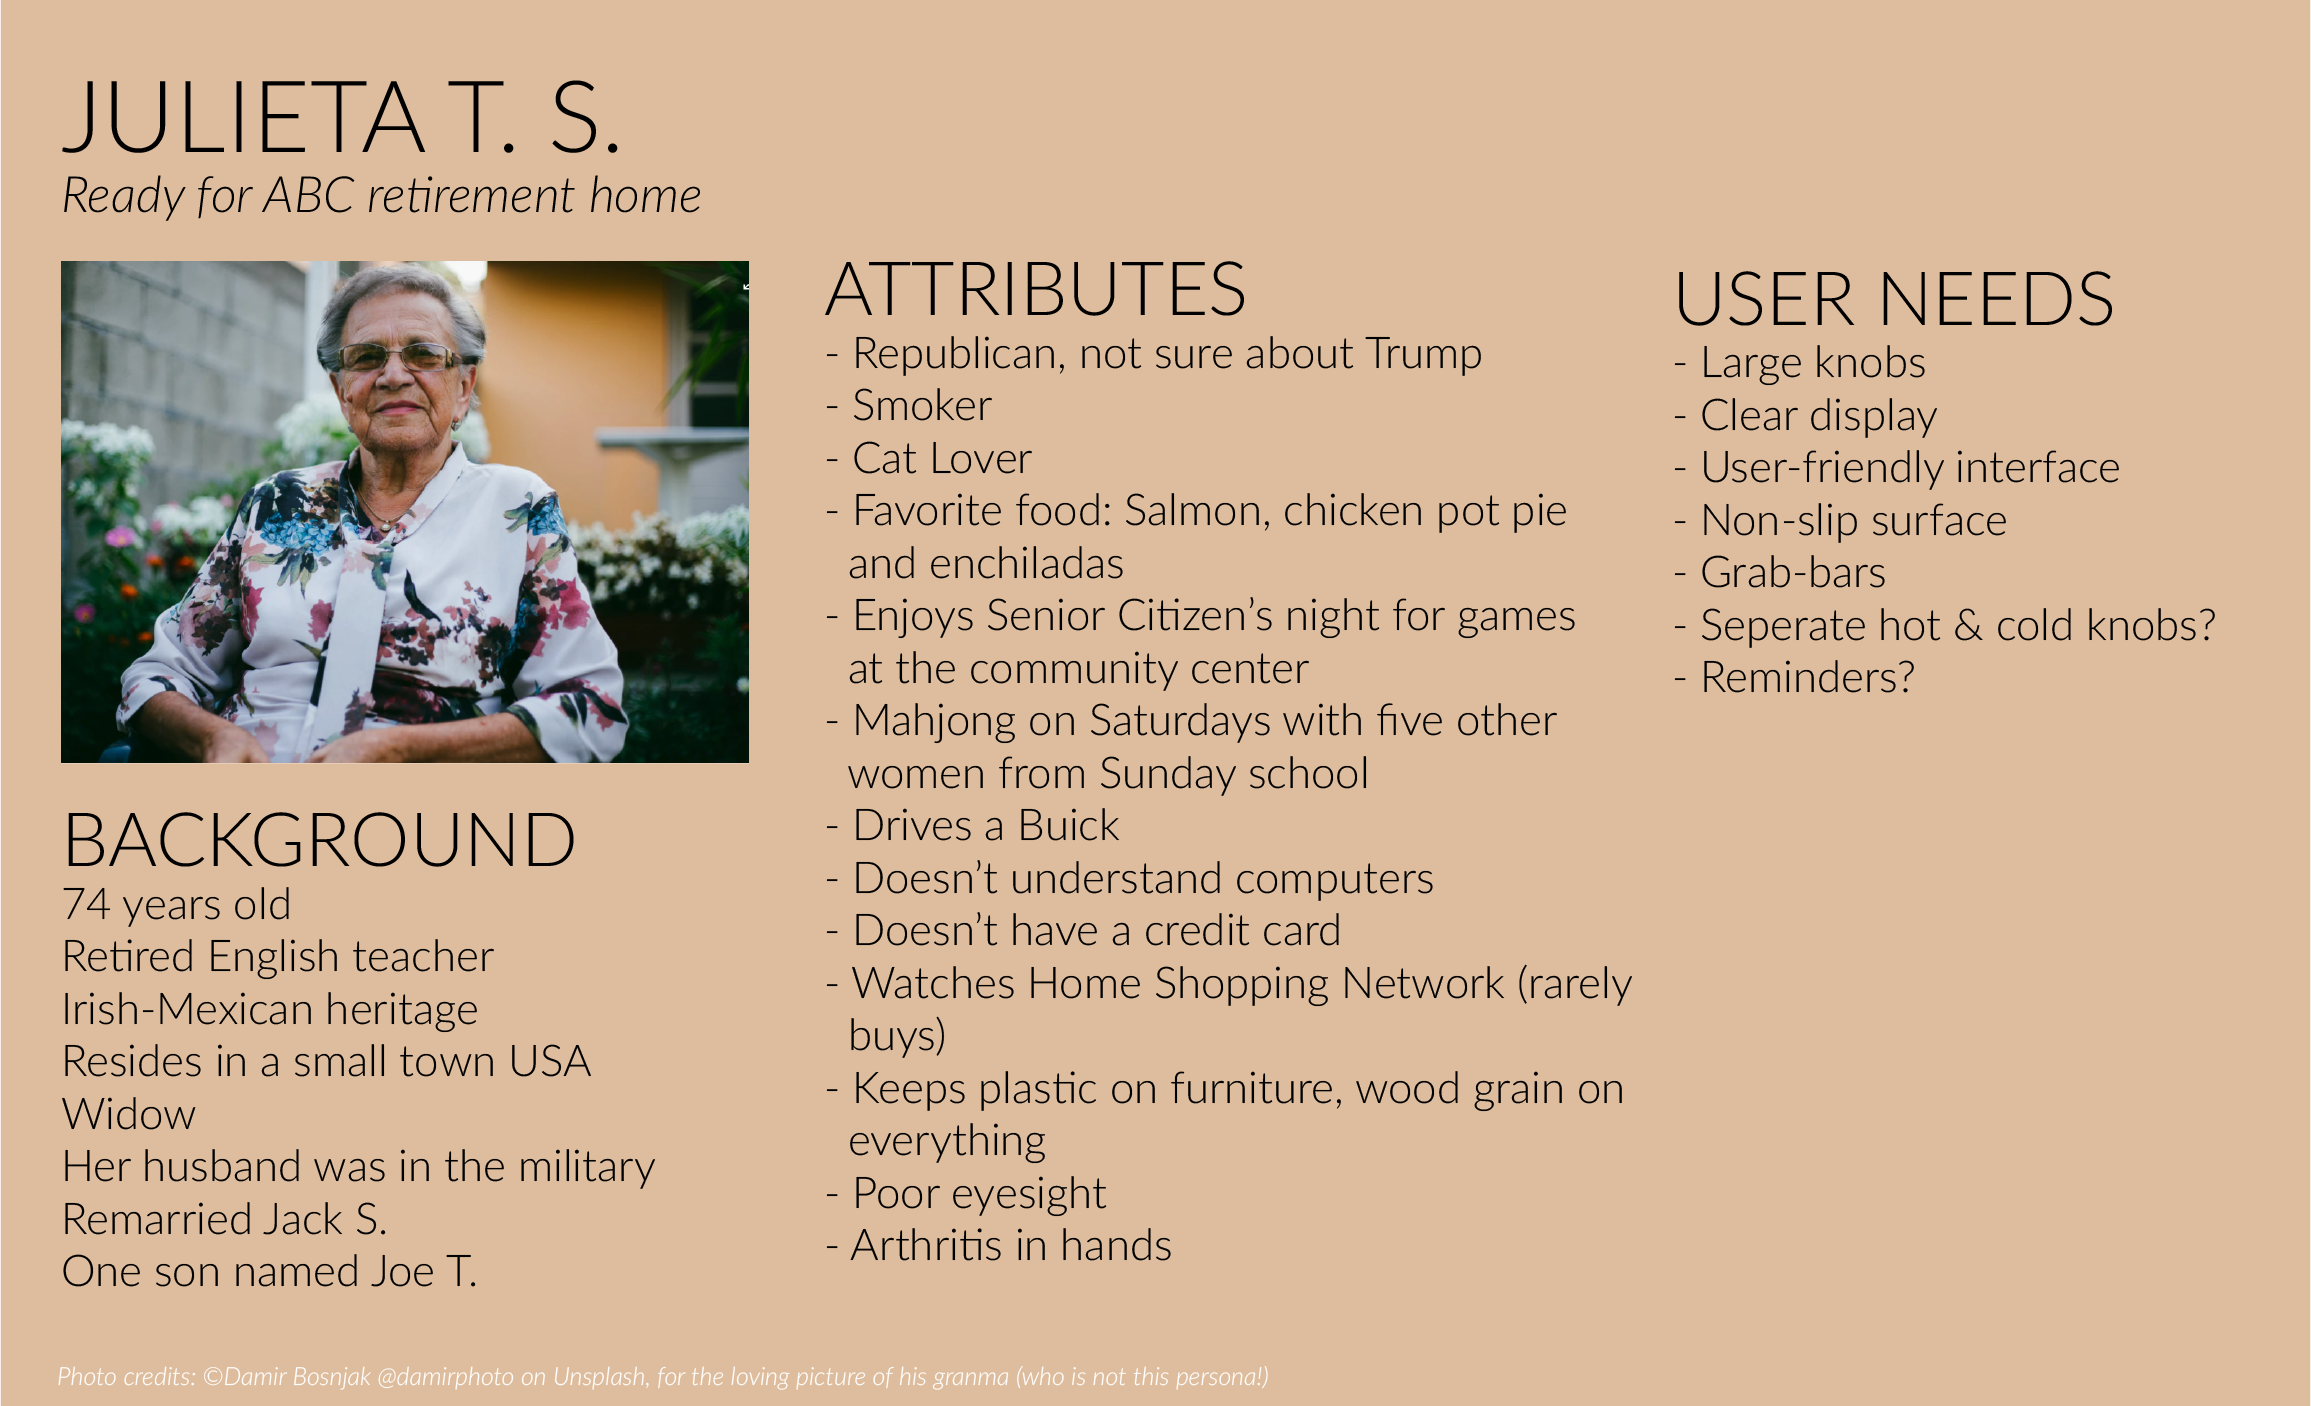 JULIETA T. S.
Ready for ABC retirement home
BACKGROUND
74 years old
Retired English teacher
Irish-Mexican heritage
Resides in a small town USA
Widow
Her husband was in the military
Remarried Jack S.
One son named Joe T.
ATTRIBUTES
- Republican, not sure about Trump
- Smoker
- Cat Lover
- Favorite food: Salmon, chicken pot pie
and enchiladas
- Enjoys Senior Citizen’s night for games
at the community center
- Mahjong on Saturdays with five other
women from Sunday school
- Drives a Buick
- Doesn’t understand computers
- Doesn’t have a credit card
- Watches Home Shopping Network (rarely
buys)
- Keeps plastic on furniture, wood grain on
everything
- Poor eyesight
- Arthritis in hands
USER NEEDS
- Large knobs
- Clear display
- User-friendly interface
- Non-slip surface
- Grab-bars
- Seperate hot & cold knobs?
- Reminders?
Photo credits: ©Damir Bosnjak @damirphoto on Unsplash, for the loving picture of his granma (who is not this persona!)